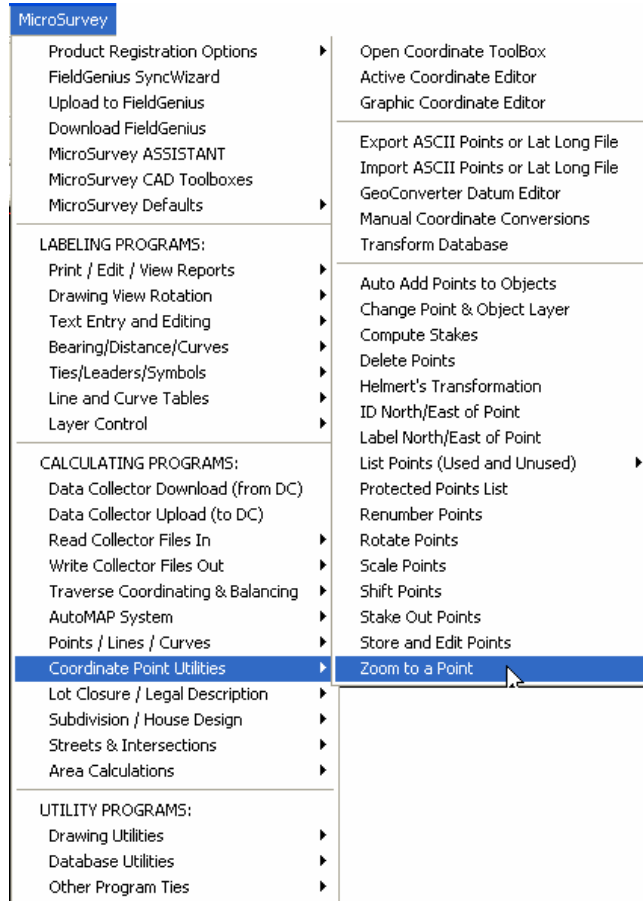 MicroSurvey
Product Registration Options
FieldGenius SyncWizard
Upload to FieldGenius
Download FieldGenius
MicroSurvey ASSISTANT
MicroSurvey CAD Toolboxes
MicroSurvey Defaults
LABELING PROGRAMS:
Print / Edit / View Reports
Drawing View Rotation
Text Entry and Editing
Bearing/Distance/Curves
Ties/Leaders/Symbols
Line and Curve Tables
Layer Control
CALCULATING PROGRAMS:
Data Collector Download (from DC)
Data Collector Upload (to DC)
Read Collector Files In
Write Collector Files Out
Traverse Coordinating & Balancing
AutoMAP System
Points / Lines / Curves
Coordinate Point Utilities
Lot Closure / Legal Description
Subdivision / House Design
Streets & Intersections
Area Calculations
UTILITY PROGRAMS:
Drawing Utilities
Database Utilities
Other Program Ties
Open Coordinate ToolBox
Active Coordinate Editor
Graphic Coordinate Editor
Export ASCII Points or Lat Long File
Import ASCII Points or Lat Long File
GeoConverter Datum Editor
Manual Coordinate Conversions
Transform Database
Auto Add Points to Objects
Change Point & Object Layer
Compute Stakes
Delete Points
Helmert's Transformation
ID North/East of Point
Label North/East of Point
List Points (Used and Unused)
Protected Points List
Renumber Points
Rotate Points
Scale Points
Shift Points
Stake Out Points
Store and Edit Points
Zoom to a Point